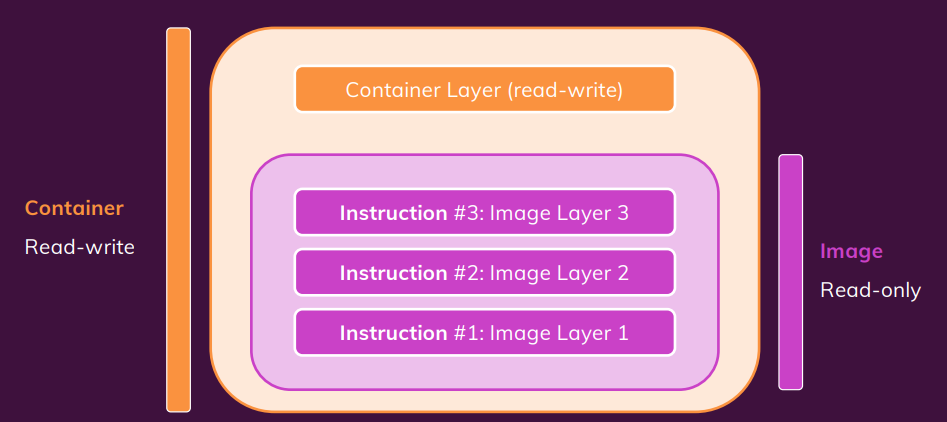 Container Layer (read-write)
Container
Read-write
Instruction #3: Image Layer 3
Instruction #2: Image Layer 2
Instruction #1: Image Layer 1
Image
Read-only